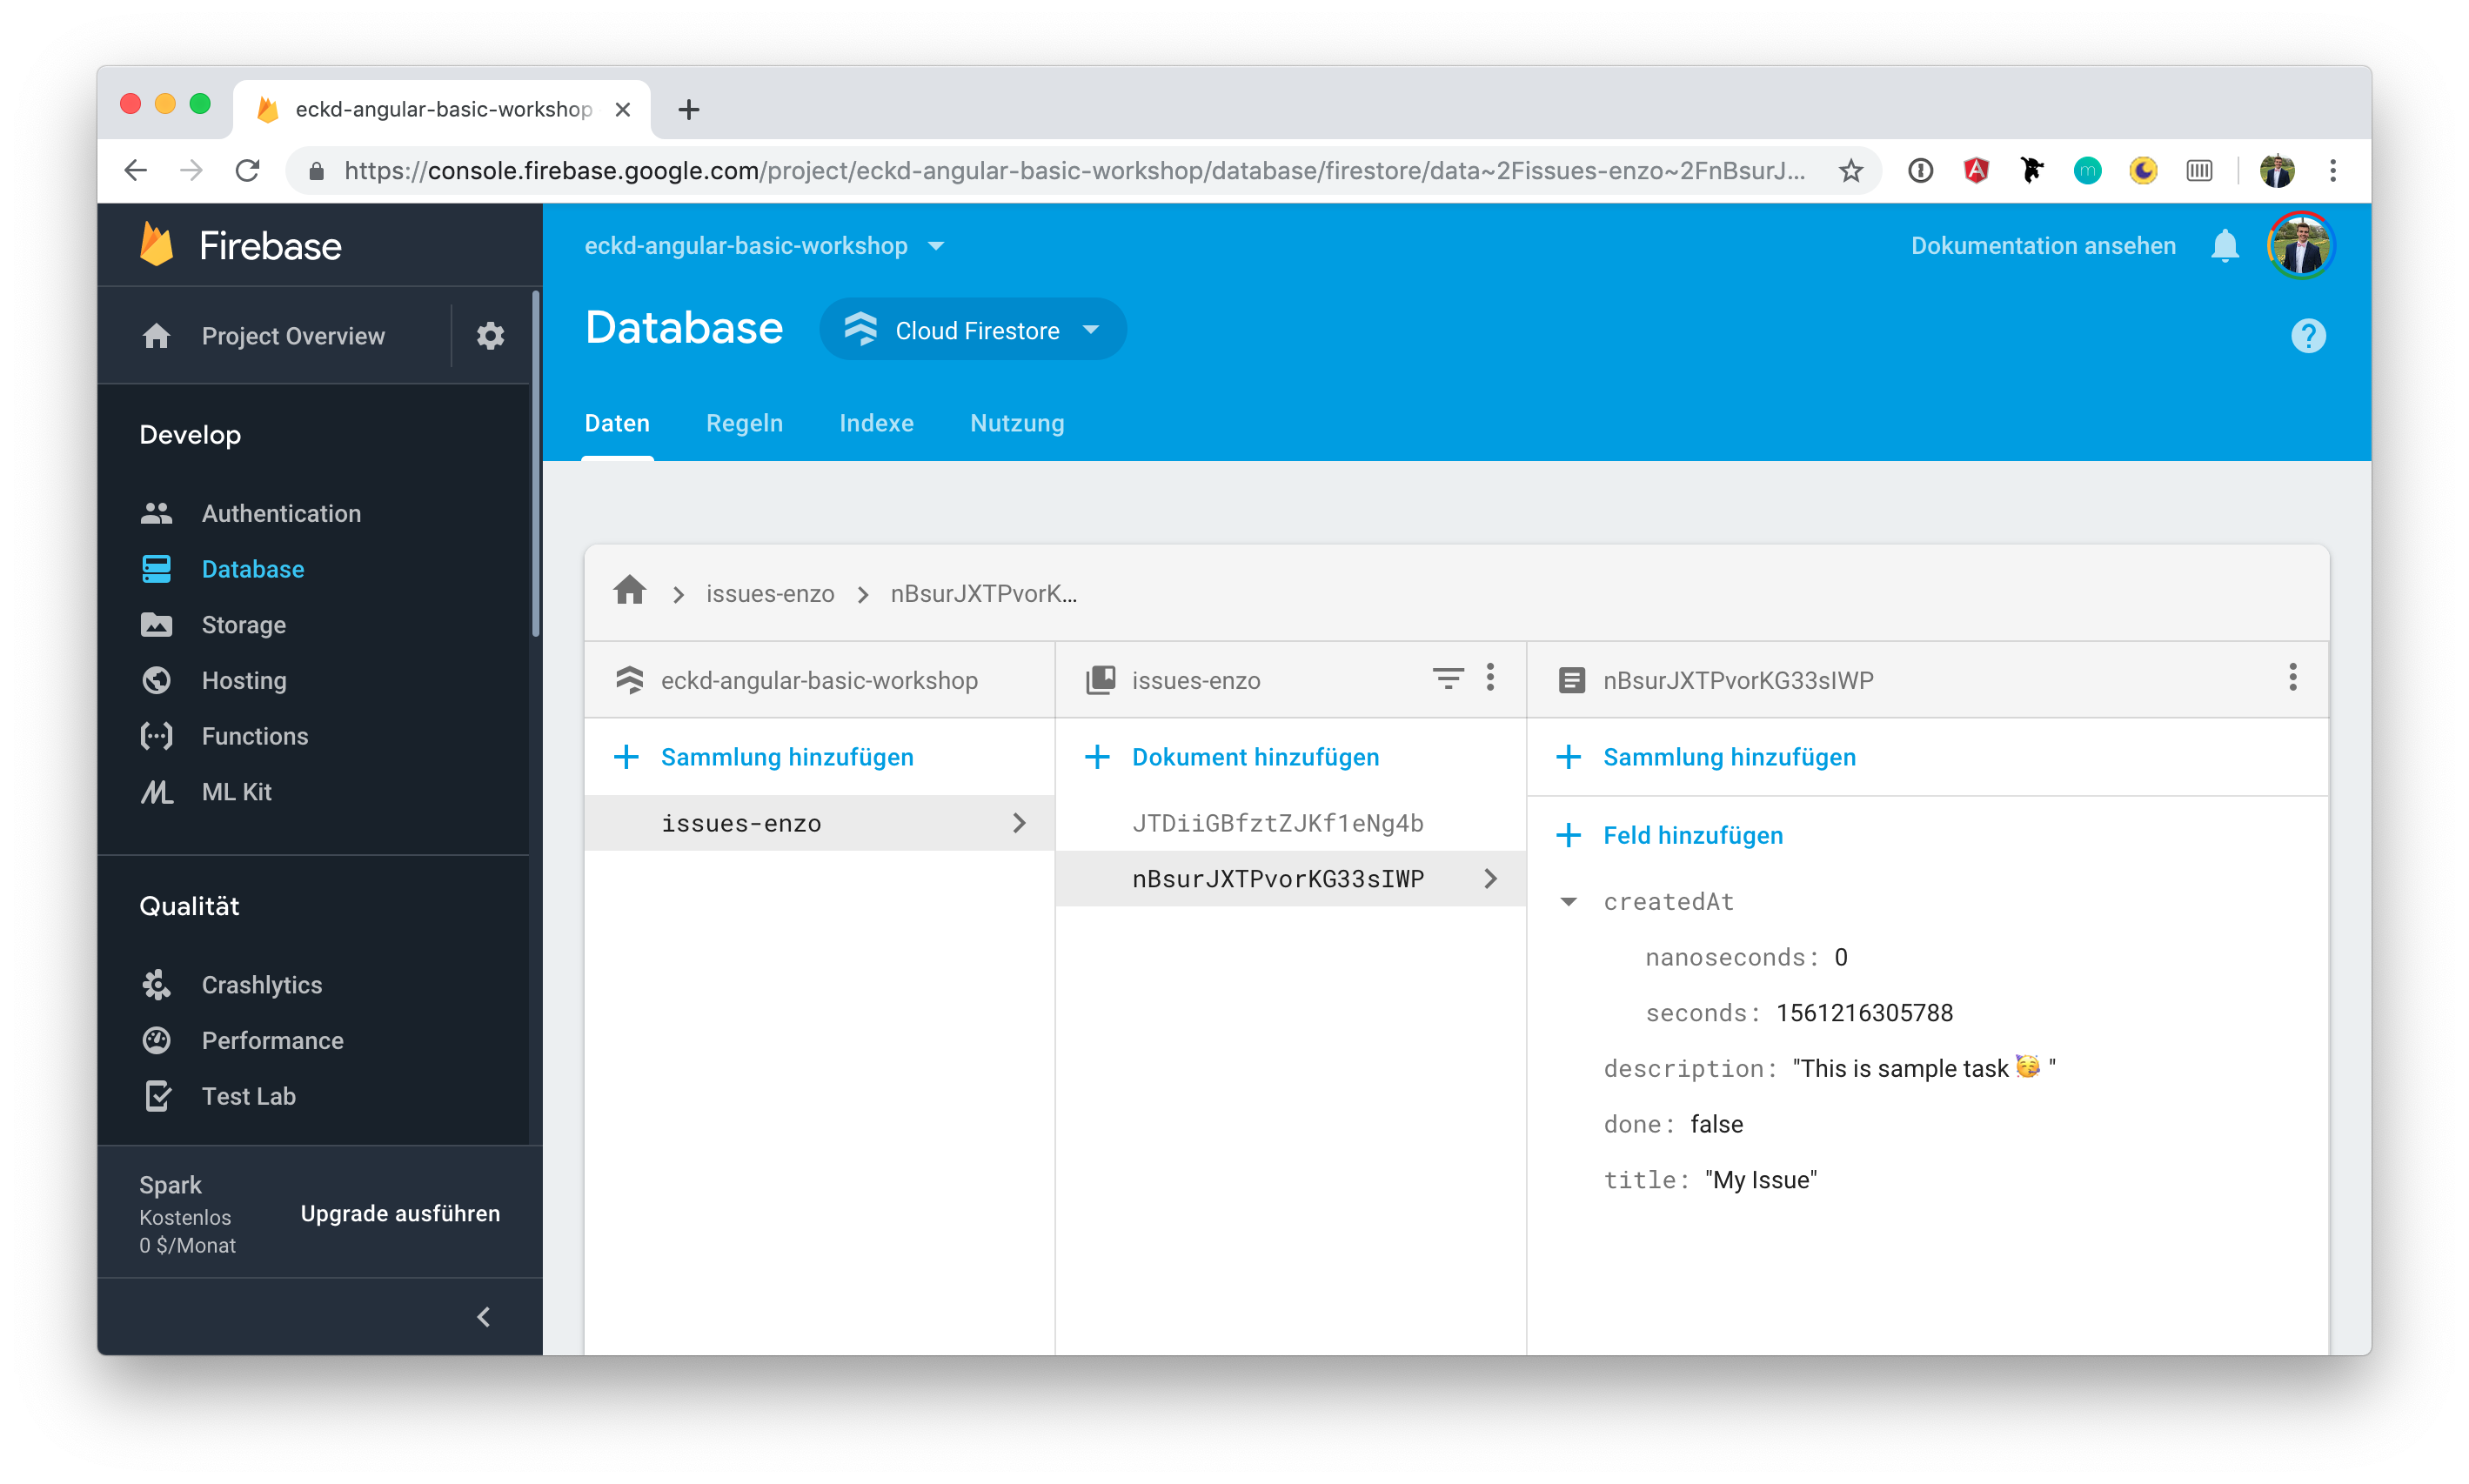 eckd-angular-basic-workshop
https://console.firebase.google.com/project/eckd-angular-basic-workshop/database/firestore/data~2Fissues-enzo~2FnBsurJ...
Firebase
Project Overview
Develop
Authentication
Database
Storage
Hosting
Functions
ML Kit
Qualität
Crashlytics
Performance
Test Lab
Spark
Kostenlos
0 $/Monat
Upgrade ausführen
eckd-angular-basic-workshop
Dokumentation ansehen
Database
Cloud Firestore
Daten
Regeln
Indexe
Nutzung
issues-enzo
nBsurJXTPvorK...
eckd-angular-basic-workshop
Sammlung hinzufügen
issues-enzo
issues-enzo
Dokument hinzufügen
JTDiiGBfztZJKf1eNg4b
nBsurJXTPvorKG33sIWP
nBsurJXTPvorKG33sIWP
Sammlung hinzufügen
Feld hinzufügen
createdAt
nanoseconds: 0
seconds: 1561216305788
description: "This is sample task 🥳 "
done: false
title: "My Issue"